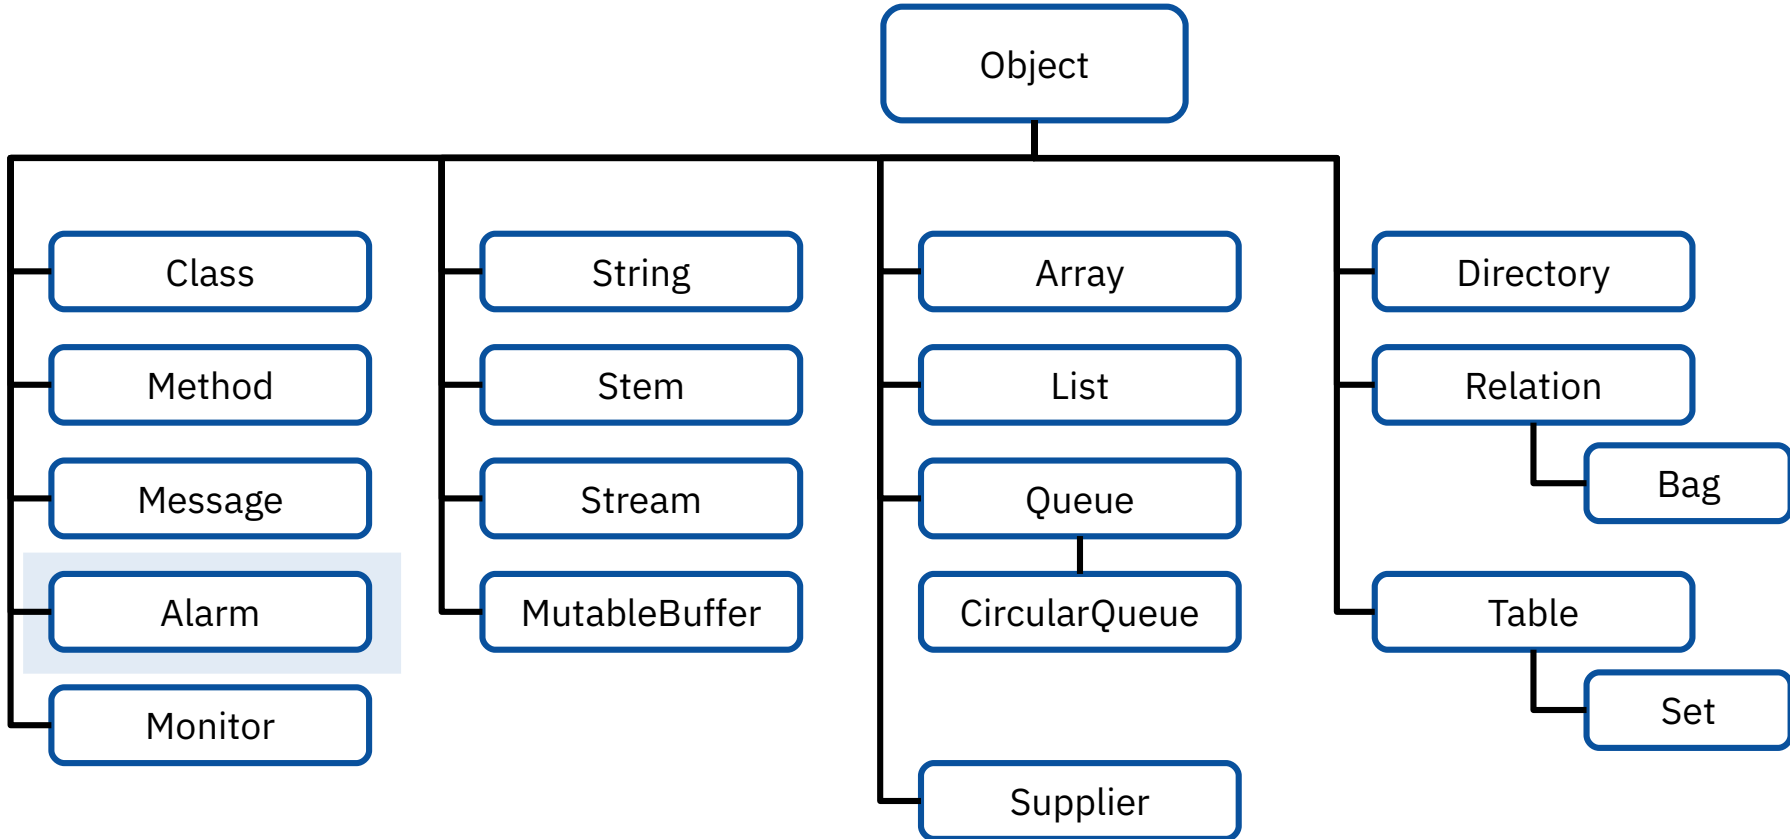 Object
Class
Method
Message
Alarm
Monitor
String
Stem
Stream
MutableBuffer
Array
List
Queue
CircularQueue
Supplier
Directory
Relation
Bag
Table
Set